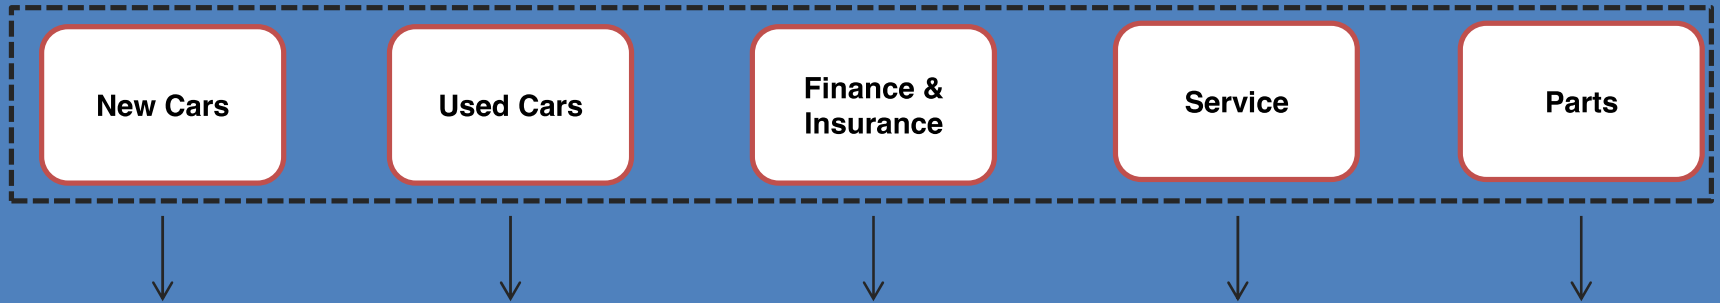 New Cars
Used Cars
Finance &
Insurance
Service
Parts